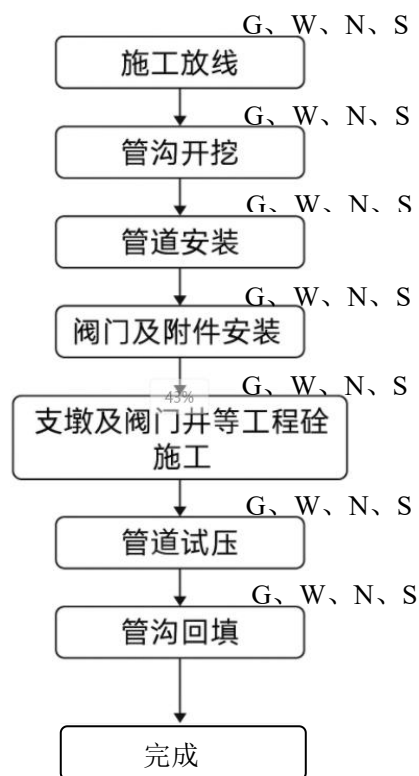 G、W、N、S
施工放线
G、W、N、S
管沟开挖
G、W、N、S
管道安装
G、W、N、S
阀门及附件安装
43%
G、W、N、S
支墩及阀门井等工程砼
施工
G、W、N、S
管道试压
G、W、N、S
管沟回填
完成